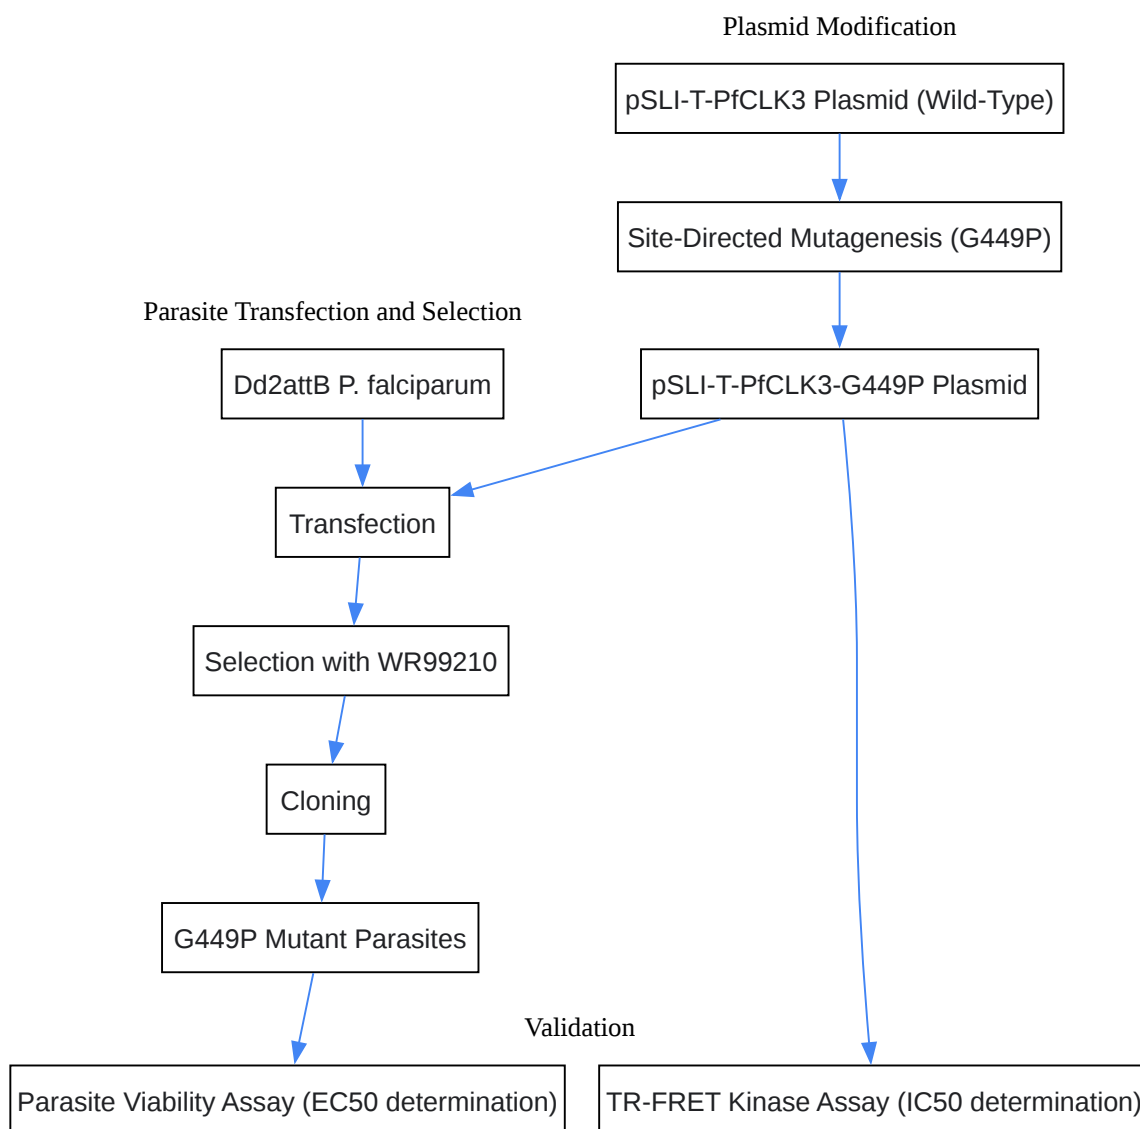 Plasmid Modification
pSLI-T-PfCLK3 Plasmid (Wild-Type)
Site-Directed Mutagenesis (G449P)
Parasite Transfection and Selection
Dd2attB P. falciparum
pSLI-T-PfCLK3-G449P Plasmid
Transfection
Selection with WR99210
Cloning
G449P Mutant Parasites
Validation
Parasite Viability Assay (EC50 determination)
TR-FRET Kinase Assay (IC50 determination)